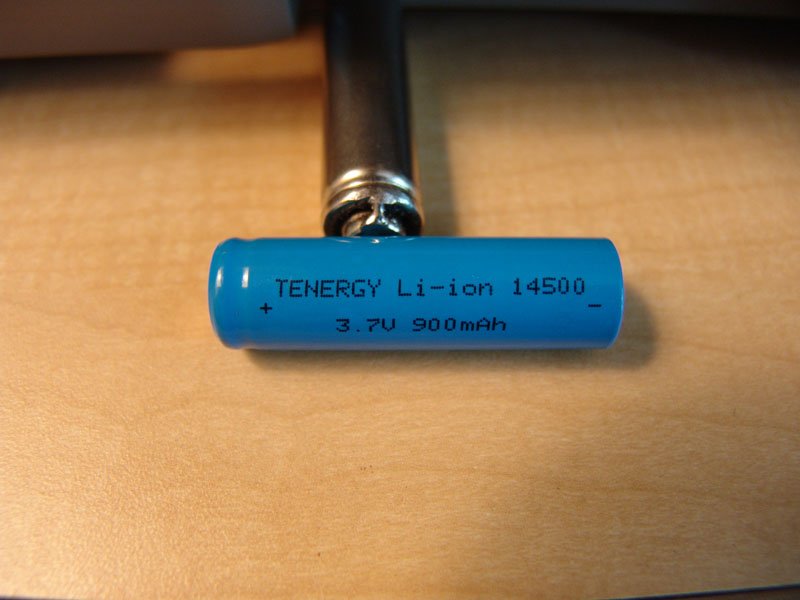 TENERGY Li-ion 14500
+ -
3.7V 900mAh